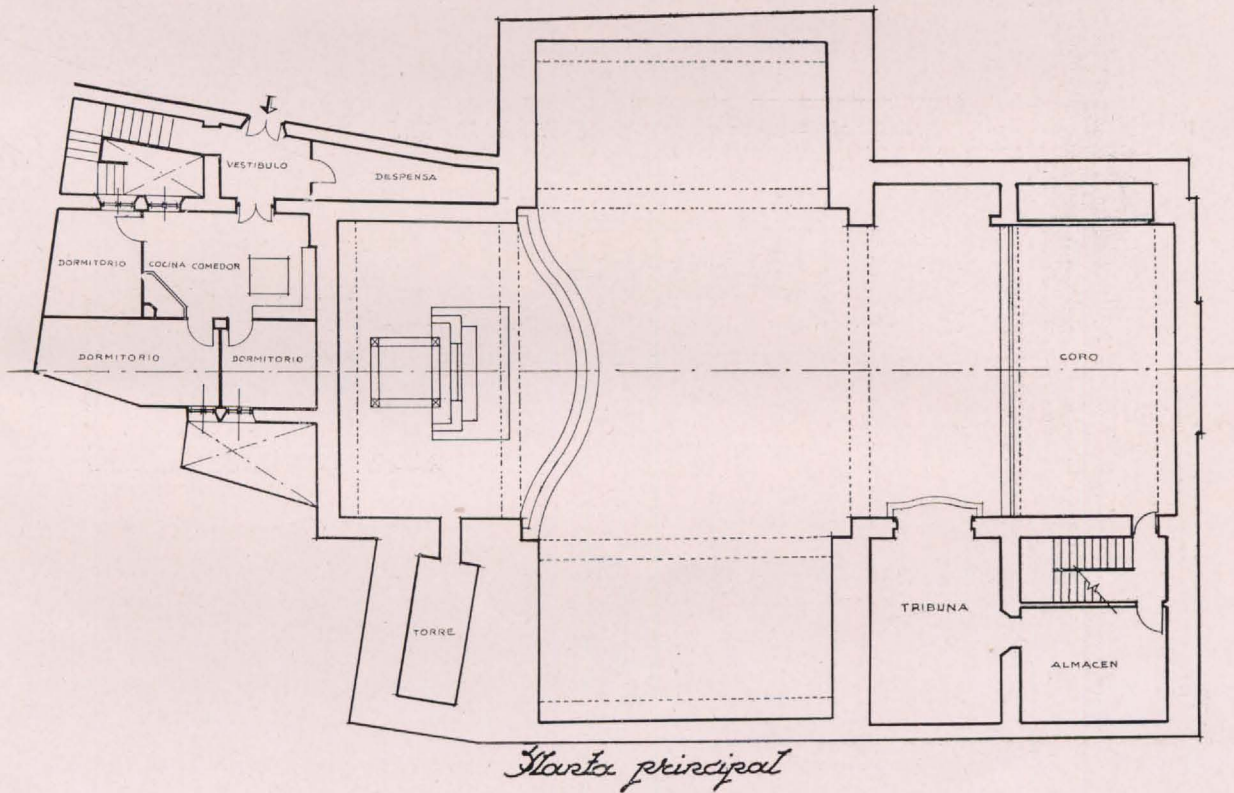 VESTIBULO
DESPENSA
DORMITORIO
COCINA-COMEDOR
DORMITORIO
DORMITORIO
CORO
TORRE
TRIBUNA
ALMACEN
Planta principal